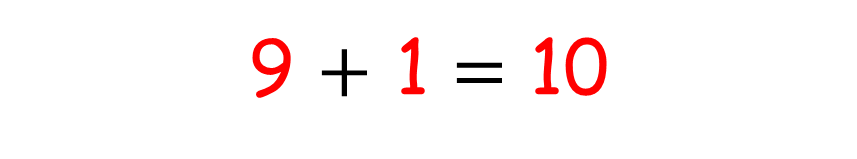 9 + 1 = 10